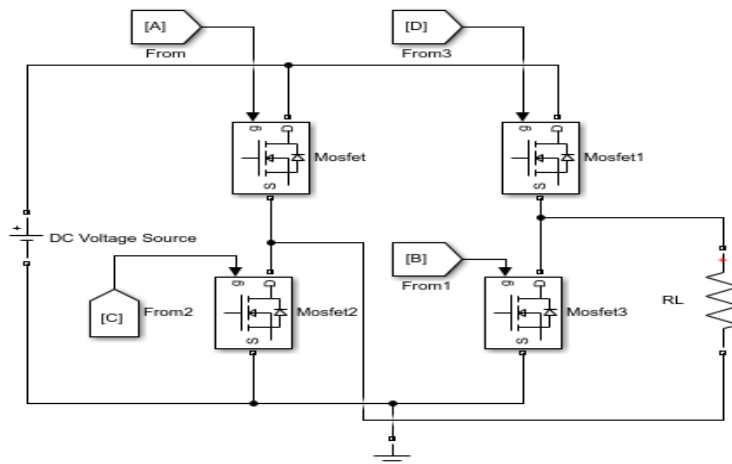 [A]
From
[D]
From3
g
D
S
Mosfet
g
D
S
Mosfet1
+
DC Voltage Source
[C]
From2
g
D
S
Mosfet2
[B]
From1
g
D
S
Mosfet3
+
RL